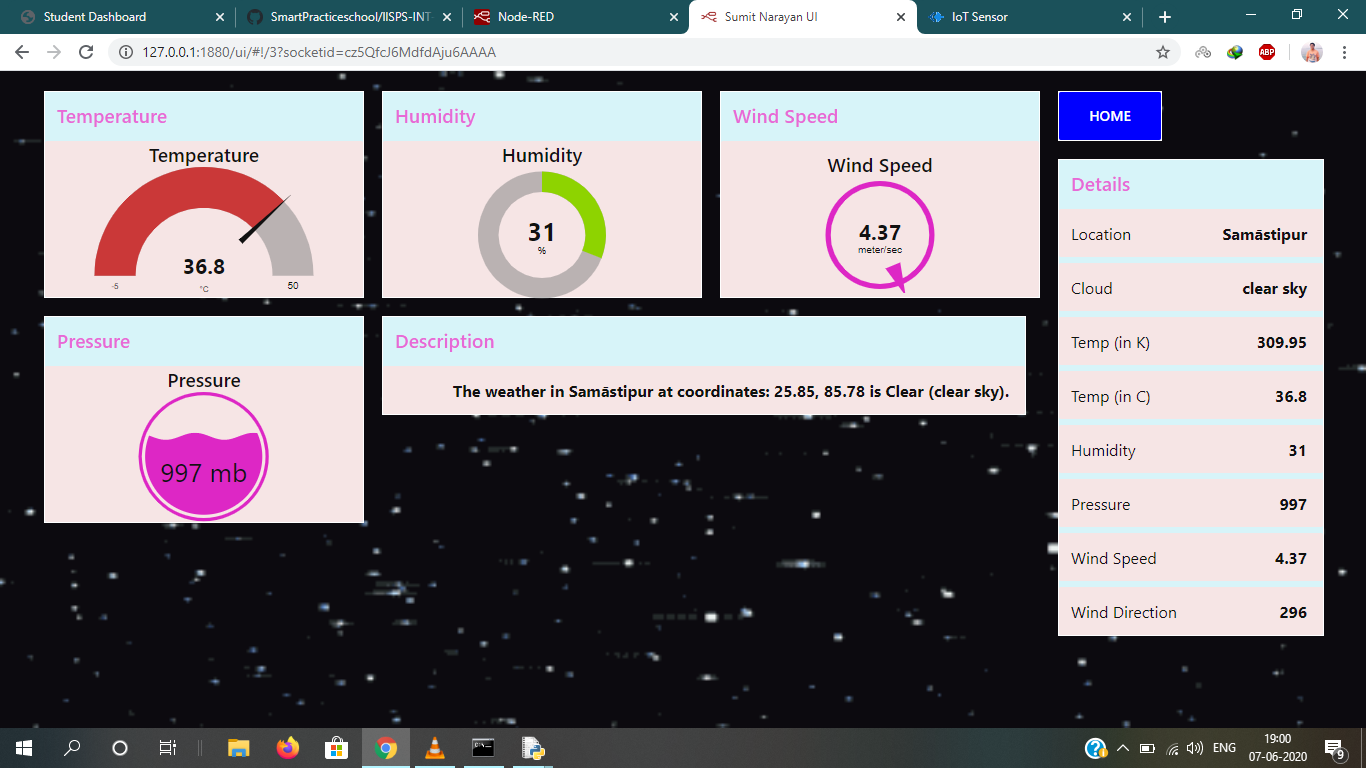 Student Dashboard
SmartPracticeschool/IISPS-INT
Node-RED
Sumit Narayan UI
IoT Sensor
127.0.0.1:1880/ui/#!/3?socketid=cz5QfcJ6MdfdAju6AAAA
ABP
Temperature
Temperature
36.8
-5
°C
50
Humidity
Humidity
31
%
Wind Speed
Wind Speed
4.37
meter/sec
HOME
Pressure
Pressure
997 mb
Description
The weather in Samāstipur at coordinates: 25.85, 85.78 is Clear (clear sky).
Details
Location Samāstipur
Cloud clear sky
Temp (in K) 309.95
Temp (in C) 36.8
Humidity 31
Pressure 997
Wind Speed 4.37
Wind Direction 296
ENG
19:00
07-06-2020
9